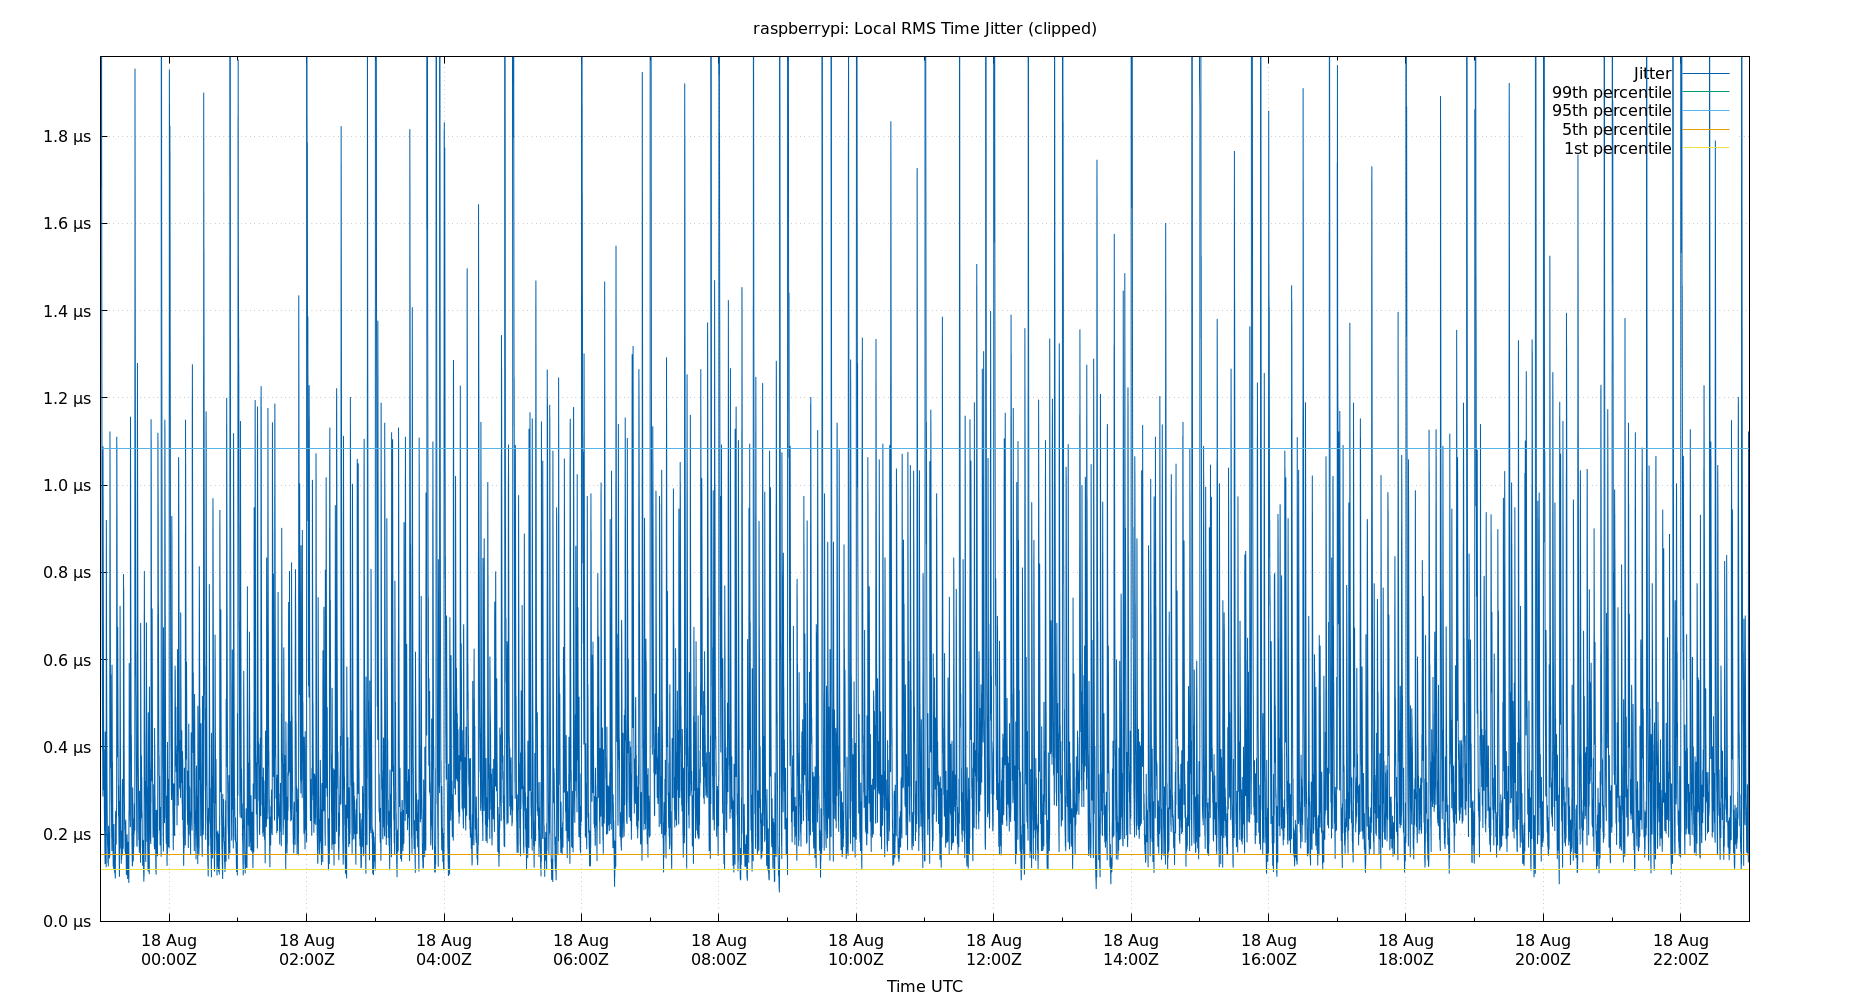 raspberrypi: Local RMS Time Jitter (clipped)
Jitter
99th percentile
95th percentile
5th percentile
1st percentile
1.8 µs
1.6 µs
1.4 µs
1.2 µs
1.0 µs
0.8 µs
0.6 µs
0.4 µs
0.2 µs
0.0 µs
18 Aug 18 Aug 18 Aug 18 Aug 18 Aug 18 Aug 18 Aug 18 Aug 18 Aug 18 Aug 18 Aug 18 Aug
00:00Z 02:00Z 04:00Z 06:00Z 08:00Z 10:00Z 12:00Z 14:00Z 16:00Z 18:00Z 20:00Z 22:00Z
Time UTC